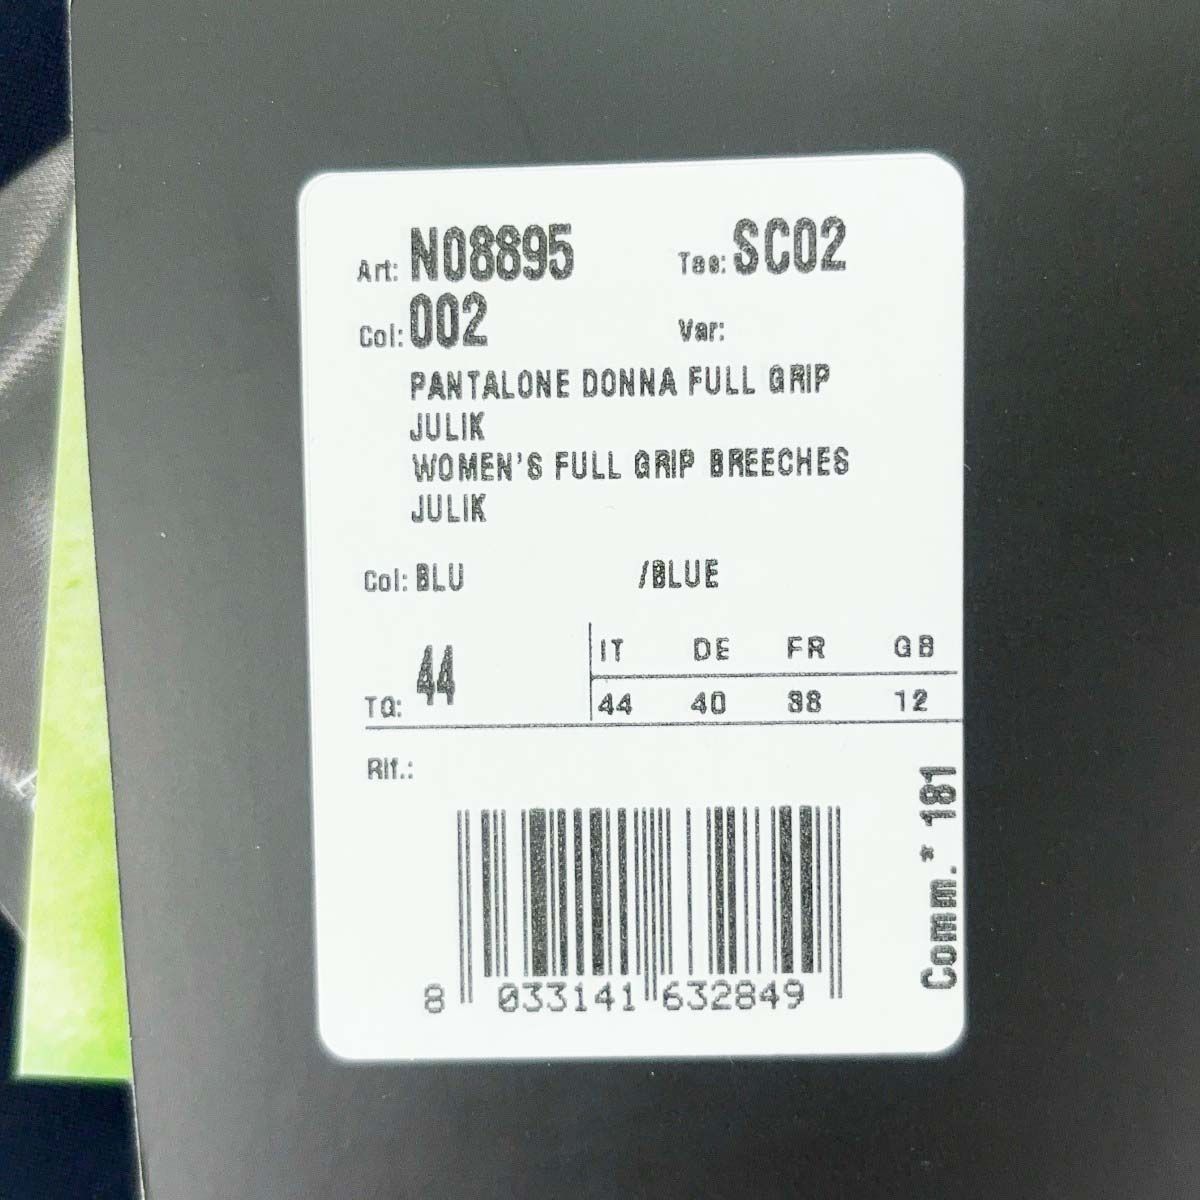 Art: N08895 Tes: SC02
Col: 002 Var:
PANTALONE DONNA FULL GRIP
JULIK
WOMEN'S FULL GRIP BREECHES
JULIK
Col: BLU /BLUE
IT DE FR GB
TG: 44 44 40 38 12
Rif.:
8 033141 632849
Comm.* 181